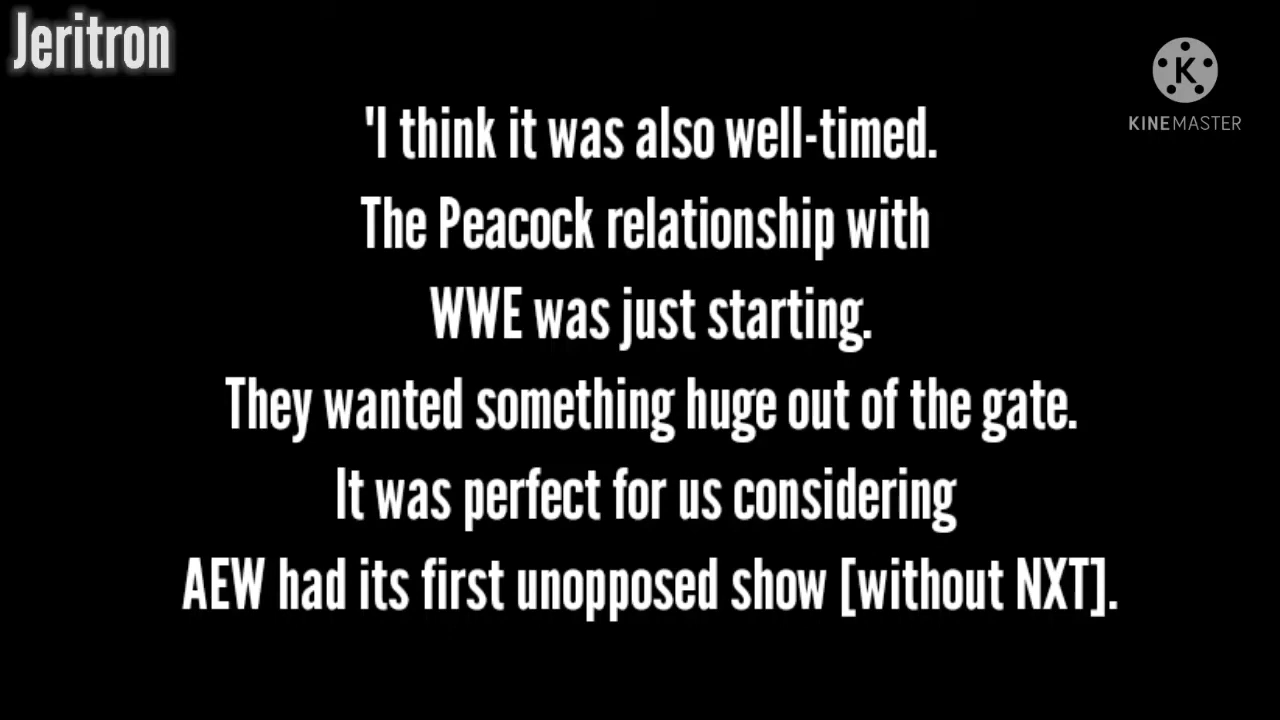 Jeritron
K
KINEMASTER
'I think it was also well-timed.
The Peacock relationship with
WWE was just starting.
They wanted something huge out of the gate.
It was perfect for us considering
AEW had its first unopposed show [without NXT].